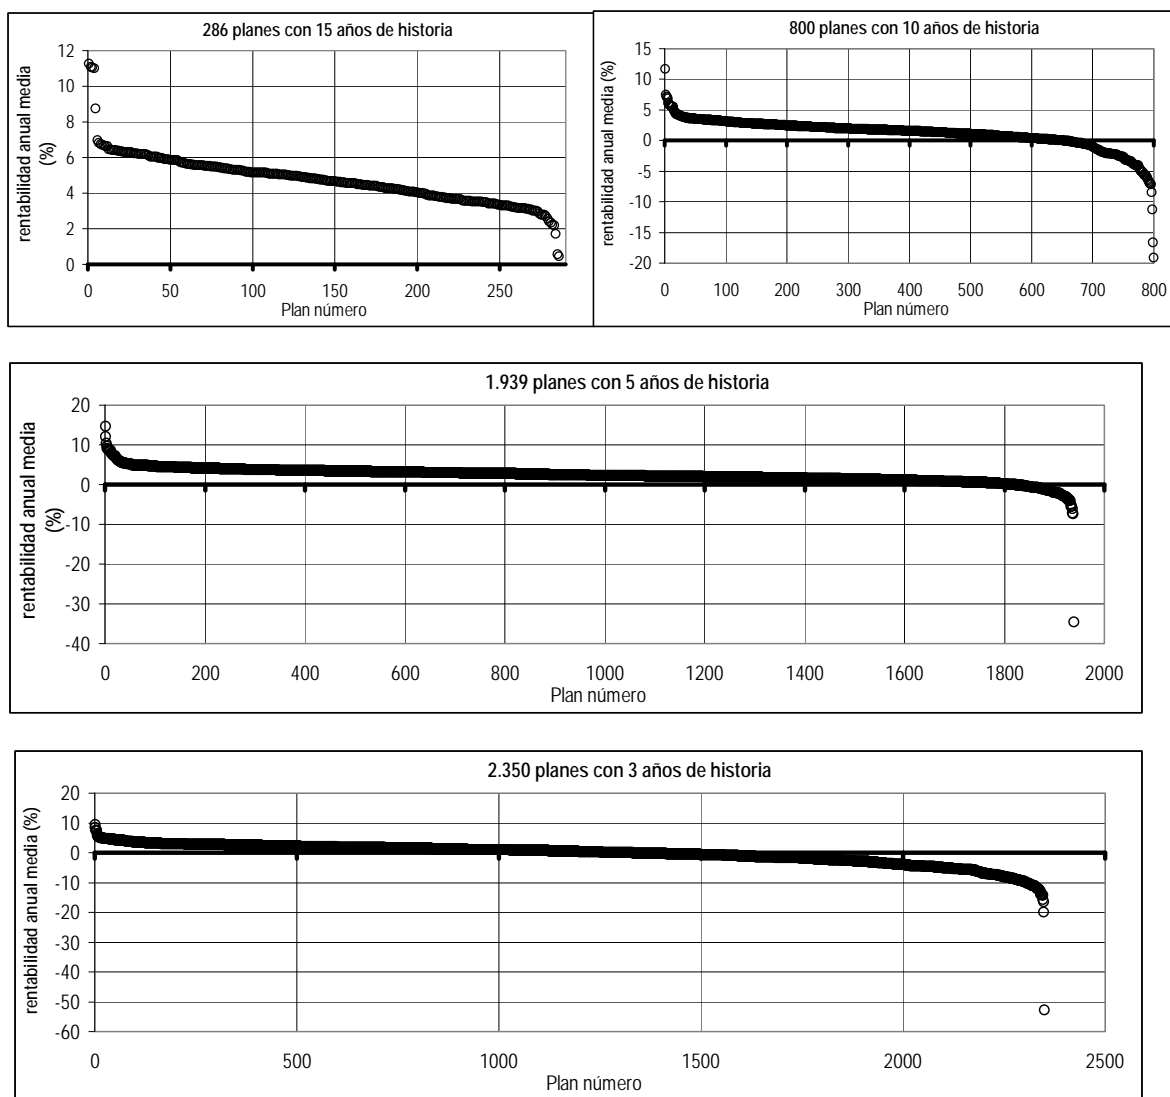 286 planes con 15 años de historia
rentabilidad anual media
(%)
12
10
8
6
4
2
0
0 50 100 150 200 250
Plan número
800 planes con 10 años de historia
rentabilidad anual media (%)
15
10
5
0
-5
-10
-15
-20
0 100 200 300 400 500 600 700 800
Plan número
1.939 planes con 5 años de historia
rentabilidad anual media
(%)
20
10
0
-10
-20
-30
-40
0 200 400 600 800 1000 1200 1400 1600 1800 2000
Plan número
2.350 planes con 3 años de historia
rentabilidad anual media (%)
20
10
0
-10
-20
-30
-40
-50
-60
0 500 1000 1500 2000 2500
Plan número